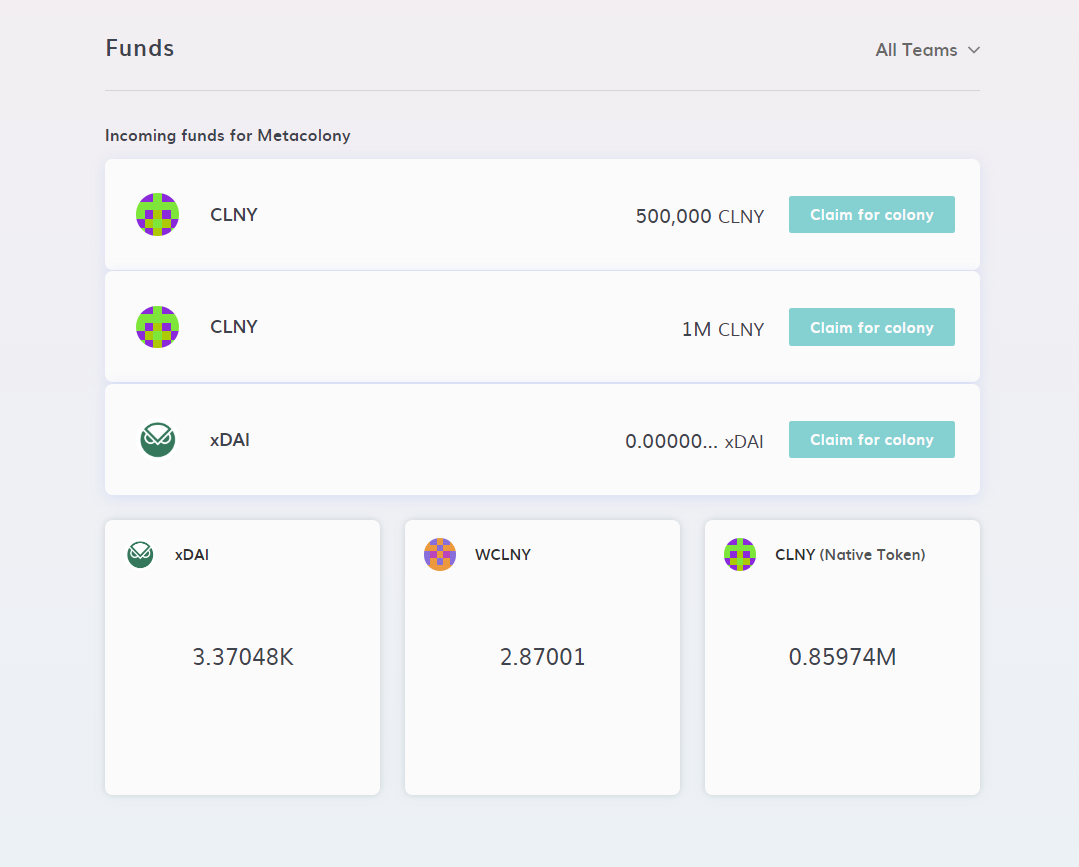 Funds
All Teams
Incoming funds for Metacolony
CLNY 500,000 CLNY Claim for colony
CLNY 1M CLNY Claim for colony
xDAI 0.00000... xDAI Claim for colony
xDAI
3.37048K
WCLNY
2.87001
CLNY (Native Token)
0.85974M